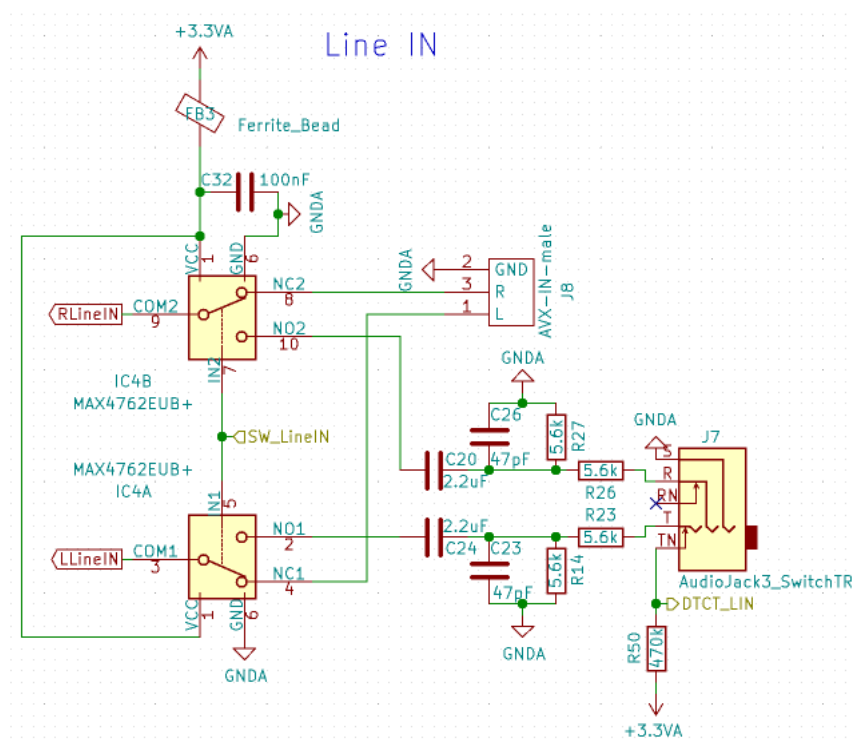 +3.3VA
Line IN
FB3
Ferrite_Bead
C32
100nF
GNDA
VCC
1
GND
6
GNDA
2
GND
3
R
1
L
AVX-IN-male
J8
NC2
8
RLineIN
COM2
9
NO2
10
IN2
7
IC4B
MAX4762EUB+
SW_LineIN
MAX4762EUB+
IC4A
GNDA
C26
47pF
5.6k
R27
C20
2.2uF
5.6k
R26
GNDA
J7
S
R
RN
T
TN
AudioJack3_SwitchTR
IN1
5
NO1
2
LLineIN
COM1
3
NC1
4
VCC
1
GND
6
GNDA
2.2uF
C24
C23
47pF
5.6k
R14
R23
5.6k
GNDA
DTCT_LIN
R50
470k
+3.3VA